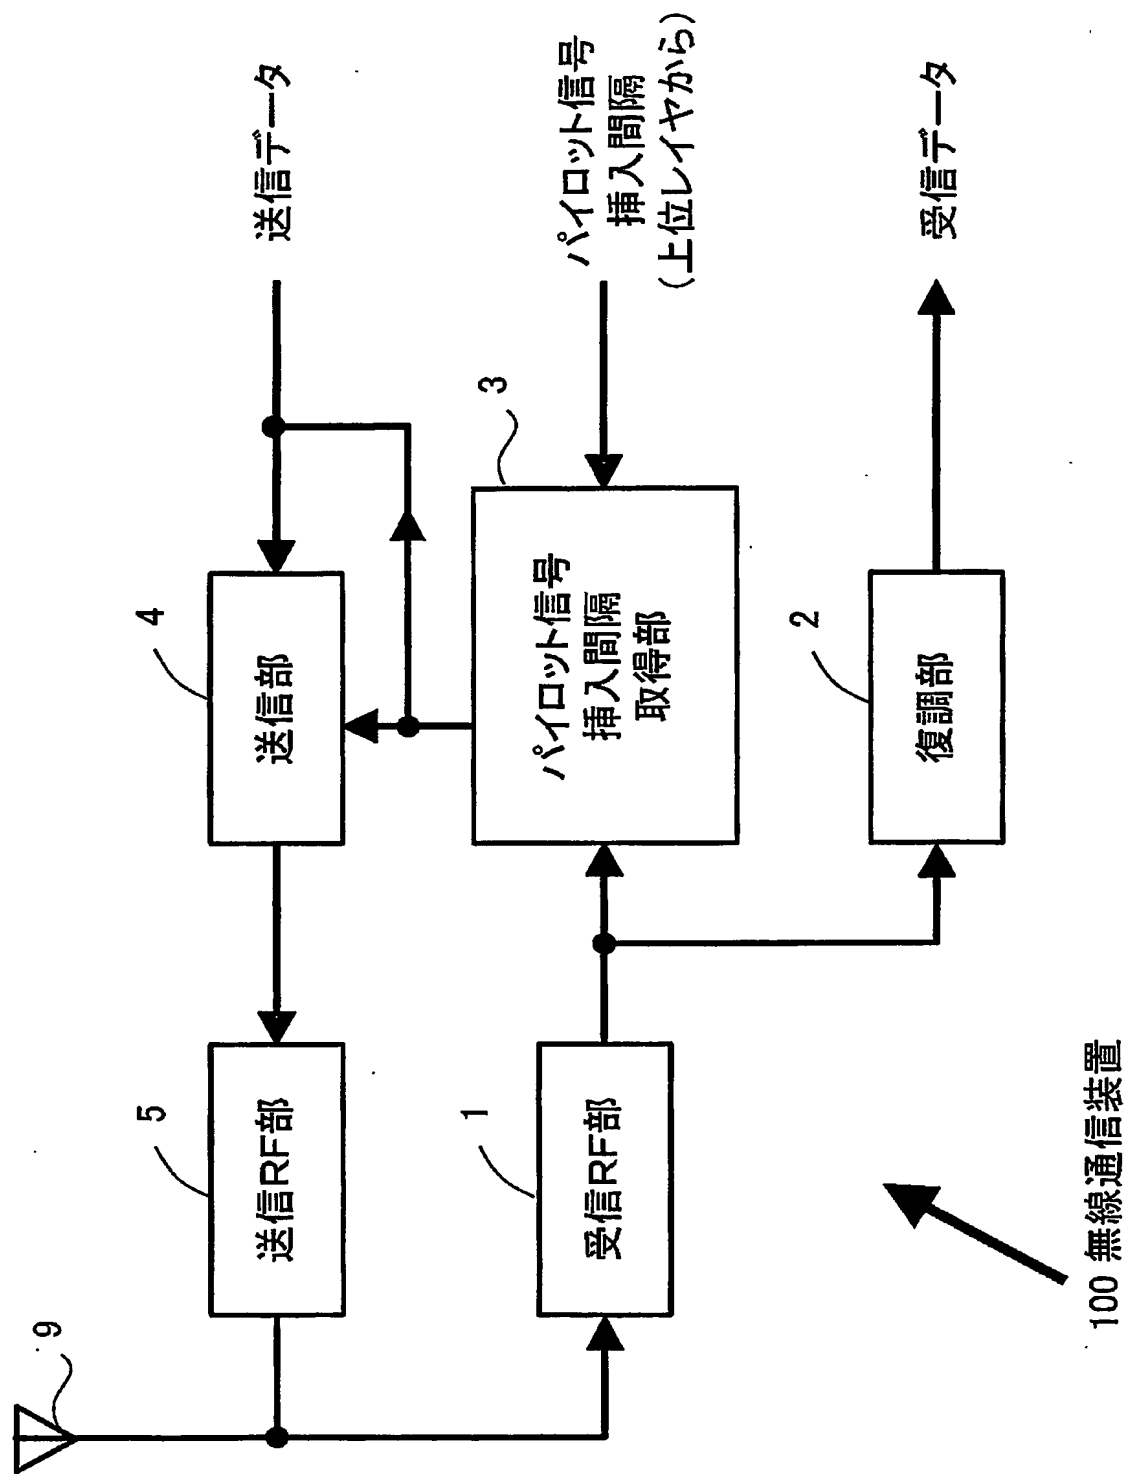 9
5
送信RF部
4
送信部
送信データ
1
受信RF部
3
パイロット信号
挿入間隔
取得部
パイロット信号
挿入間隔
(上位レイヤから)
2
復調部
受信データ
100 無線通信装置